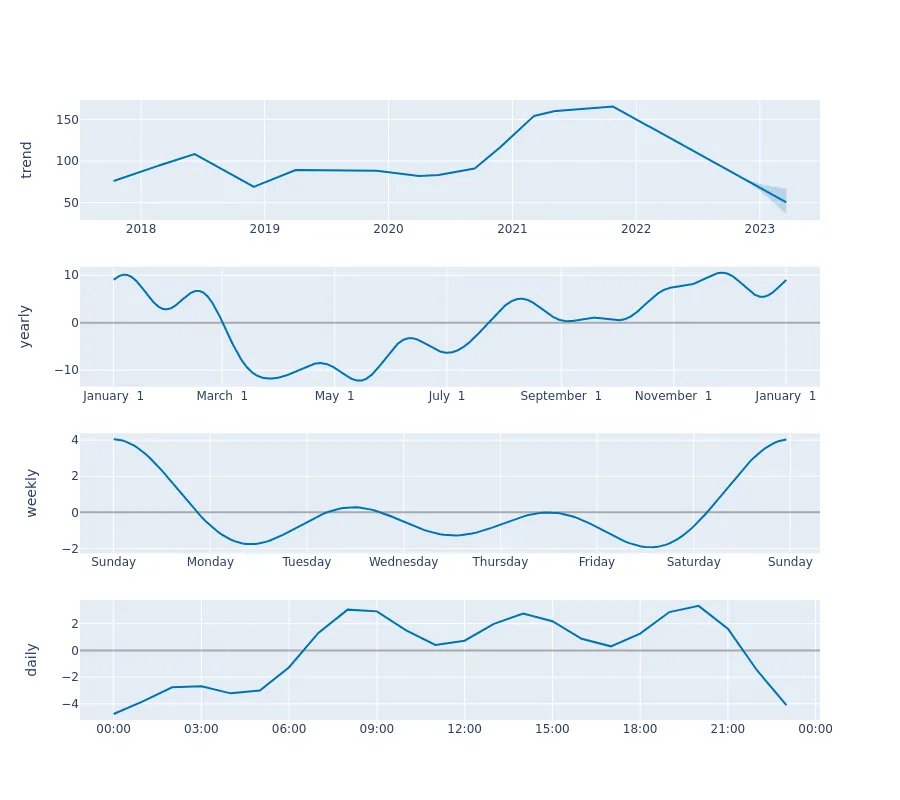 trend
150
100
50
2018 2019 2020 2021 2022 2023
yearly
10
0
−10
January 1 March 1 May 1 July 1 September 1 November 1 January 1
weekly
4
2
0
−2
Sunday Monday Tuesday Wednesday Thursday Friday Saturday Sunday
daily
2
0
−2
−4
00:00 03:00 06:00 09:00 12:00 15:00 18:00 21:00 00:00